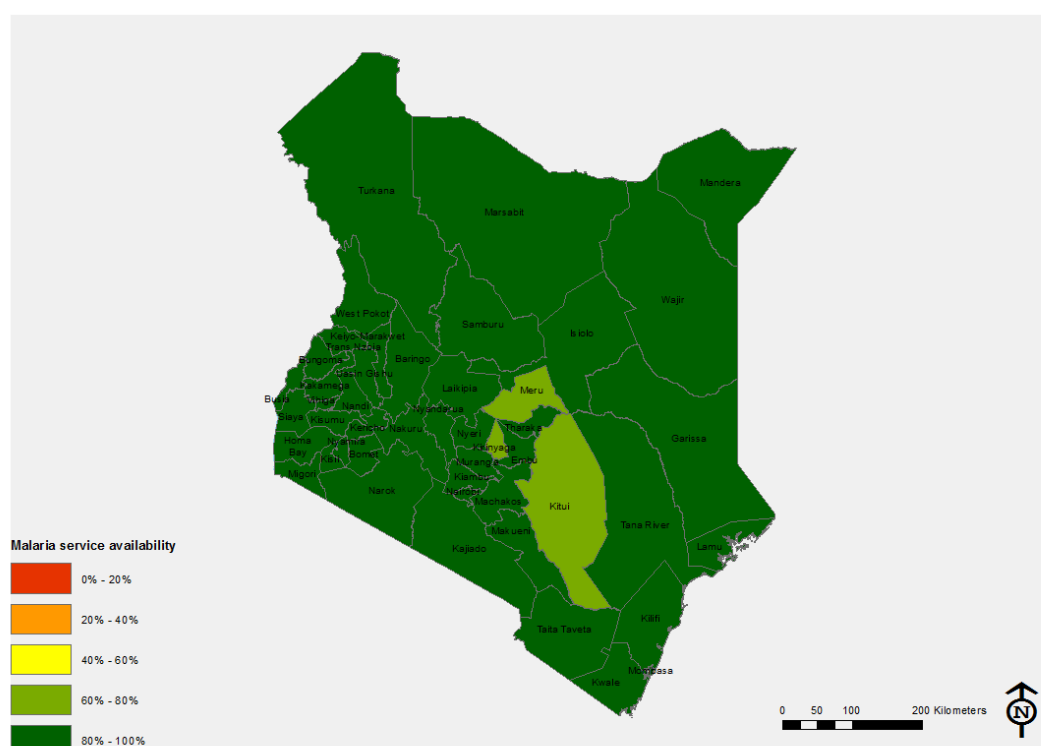 Turkana
Mandera
Marsabit
Wajir
West Pokot
Samburu
Isiolo
Keiyo-Marakwet
Trans Nzoia
Bungoma
Baringo
Uasin Gishu
Kakamega
Laikipia
Meru
Busia
Vihiga
Nandi
Nyandarua
Siaya
Kisumu
Kericho
Nakuru
Nyeri
Tharaka
Garissa
Homa
Bay
Nyamira
Kirinyaga
Kisii
Bomet
Murang'a
Embu
Migori
Kiambu
Narok
Nairobi
Machakos
Kitui
Tana River
Makueni
Kajiado
Lamu
Kilifi
Taita Taveta
Mombasa
Kwale
Malaria service availability
0% - 20%
20% - 40%
40% - 60%
60% - 80%
80% - 100%
0 50 100 200 Kilometers
N